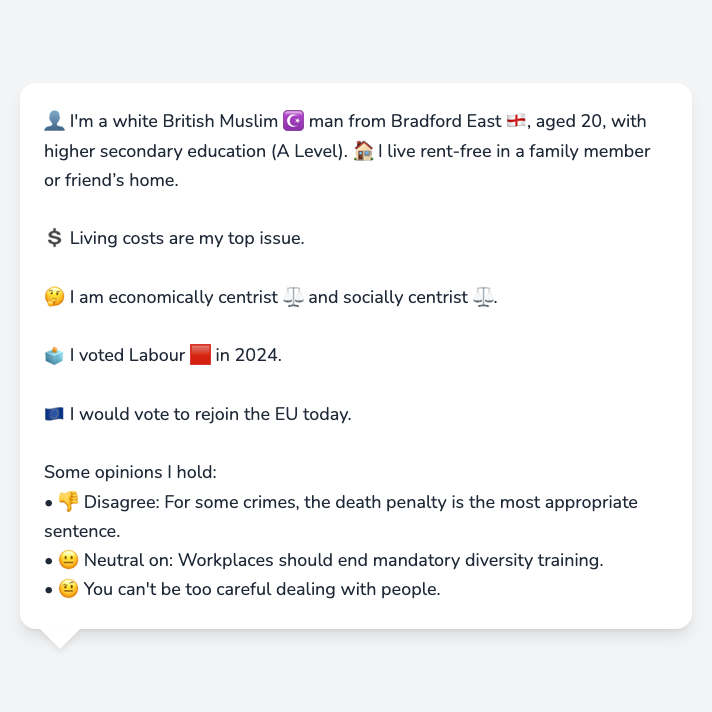 👤 I'm a white British Muslim ☪️ man from Bradford East 🏴󠁧󠁢󠁥󠁮󠁧󠁿, aged 20, with
higher secondary education (A Level). 🏠 I live rent-free in a family member
or friend’s home.
💲 Living costs are my top issue.
🤔 I am economically centrist ⚖️ and socially centrist ⚖️.
🗳️ I voted Labour 🟥 in 2024.
🇪🇺 I would vote to rejoin the EU today.
Some opinions I hold:
• 👎 Disagree: For some crimes, the death penalty is the most appropriate
sentence.
• 😐 Neutral on: Workplaces should end mandatory diversity training.
• 🤨 You can't be too careful dealing with people.